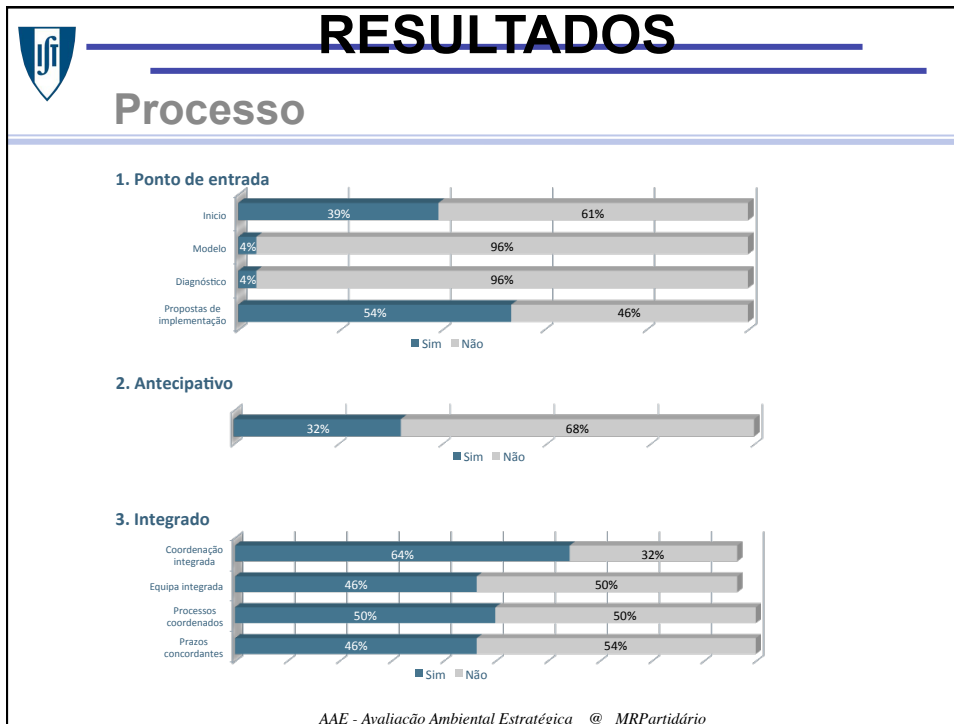 IST
RESULTADOS
Processo
1. Ponto de entrada
Inicio
39%
61%
Modelo
4%
96%
Diagnóstico
4%
96%
Propostas de
implementação
54%
46%
Sim Não
2. Antecipativo
32%
68%
Sim Não
3. Integrado
Coordenação
integrada
64%
32%
Equipa integrada
46%
50%
Processos
coordenados
50%
50%
Prazos
concordantes
46%
54%
Sim Não
AAE - Avaliação Ambiental Estratégica @ MRPartidário